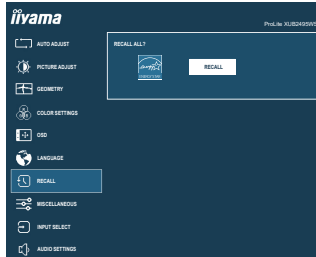 iiyama
ProLite XUB2495WS
AUTO ADJUST
RECALL ALL?
PICTURE ADJUST
RECALL
GEOMETRY
COLOR SETTINGS
OSD
LANGUAGE
RECALL
MISCELLANEOUS
INPUT SELECT
AUDIO SETTINGS